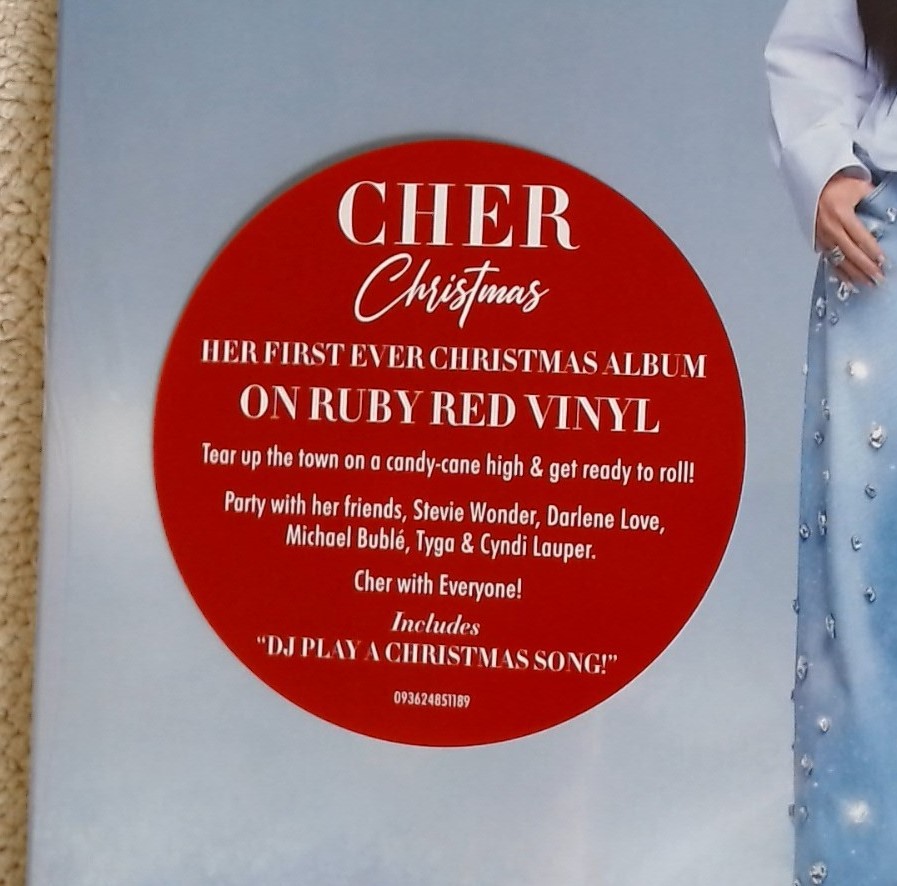 CHER
Christmas
HER FIRST EVER CHRISTMAS ALBUM
ON RUBY RED VINYL
Tear up the town on a candy-cane high & get ready to roll!
Party with her friends, Stevie Wonder, Darlene Love,
Michael Bublé, Tyga & Cyndi Lauper.
Cher with Everyone!
Includes
“DJ PLAY A CHRISTMAS SONG!”
093624851189